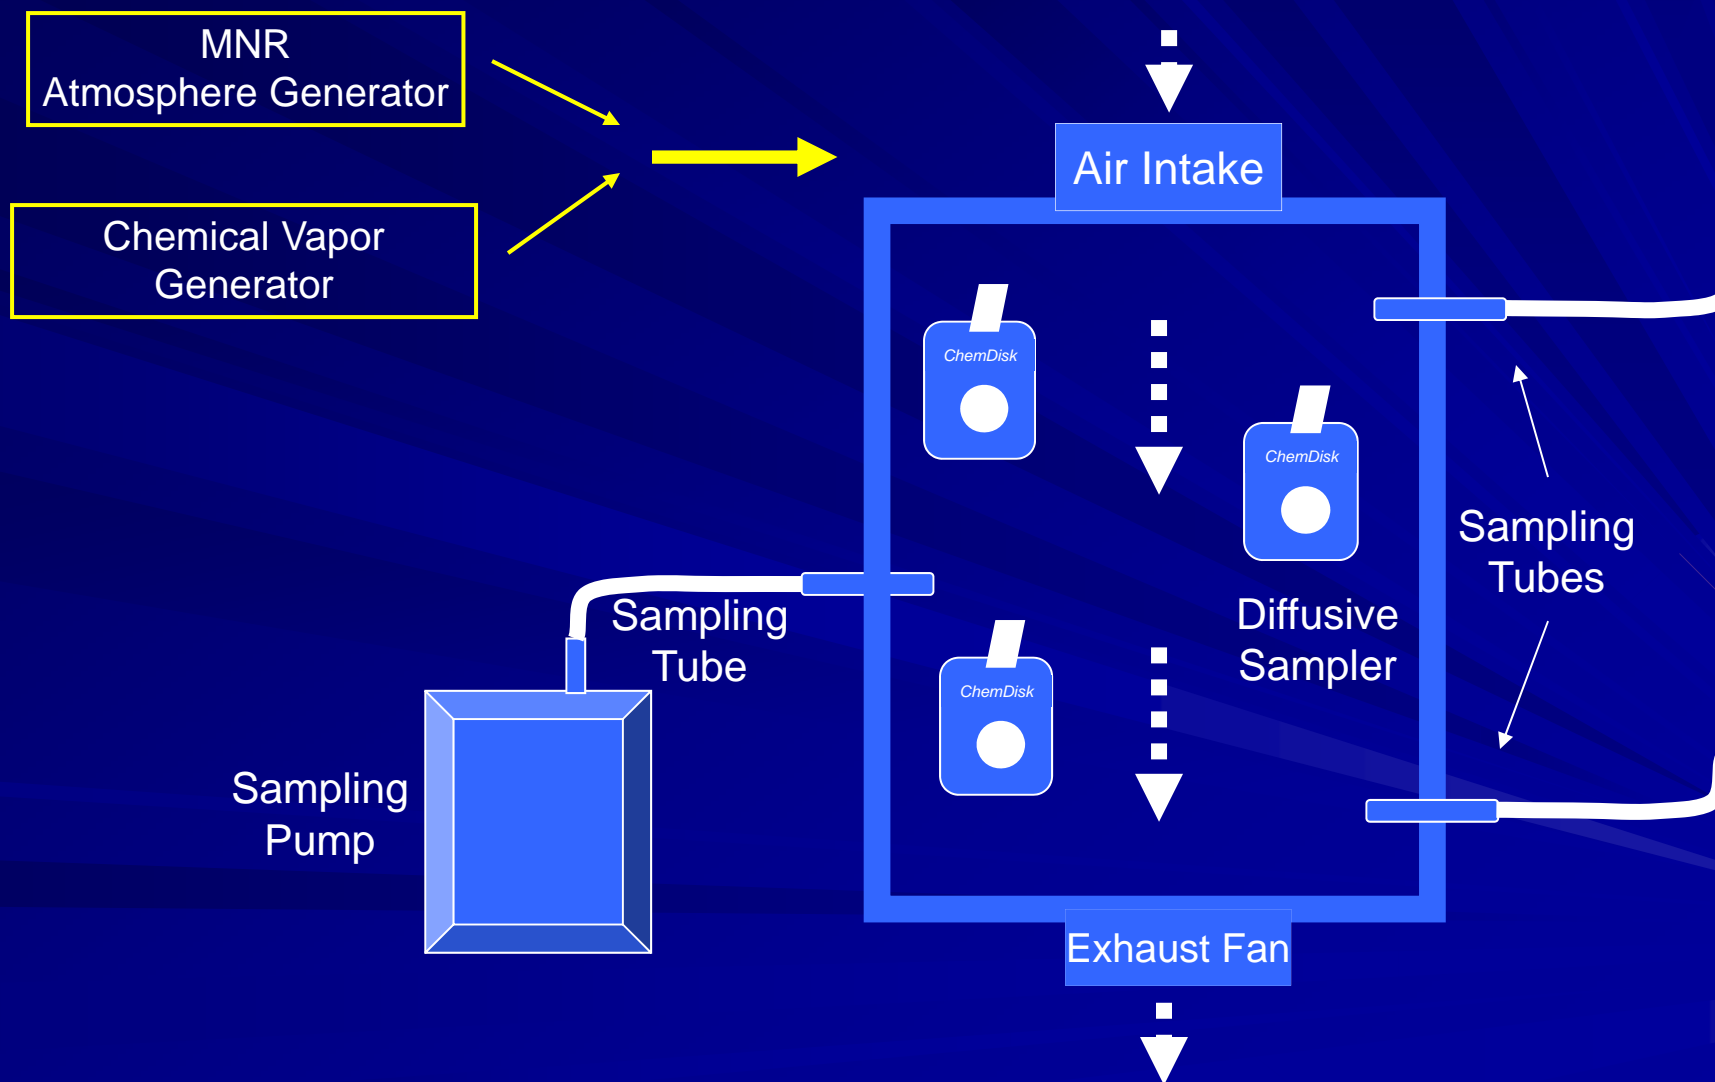 MNR
Atmosphere Generator
Chemical Vapor
Generator
Air Intake
ChemDisk
ChemDisk
Sampling
Tubes
Diffusive
Sampler
Sampling
Tube
ChemDisk
Sampling
Pump
Exhaust Fan